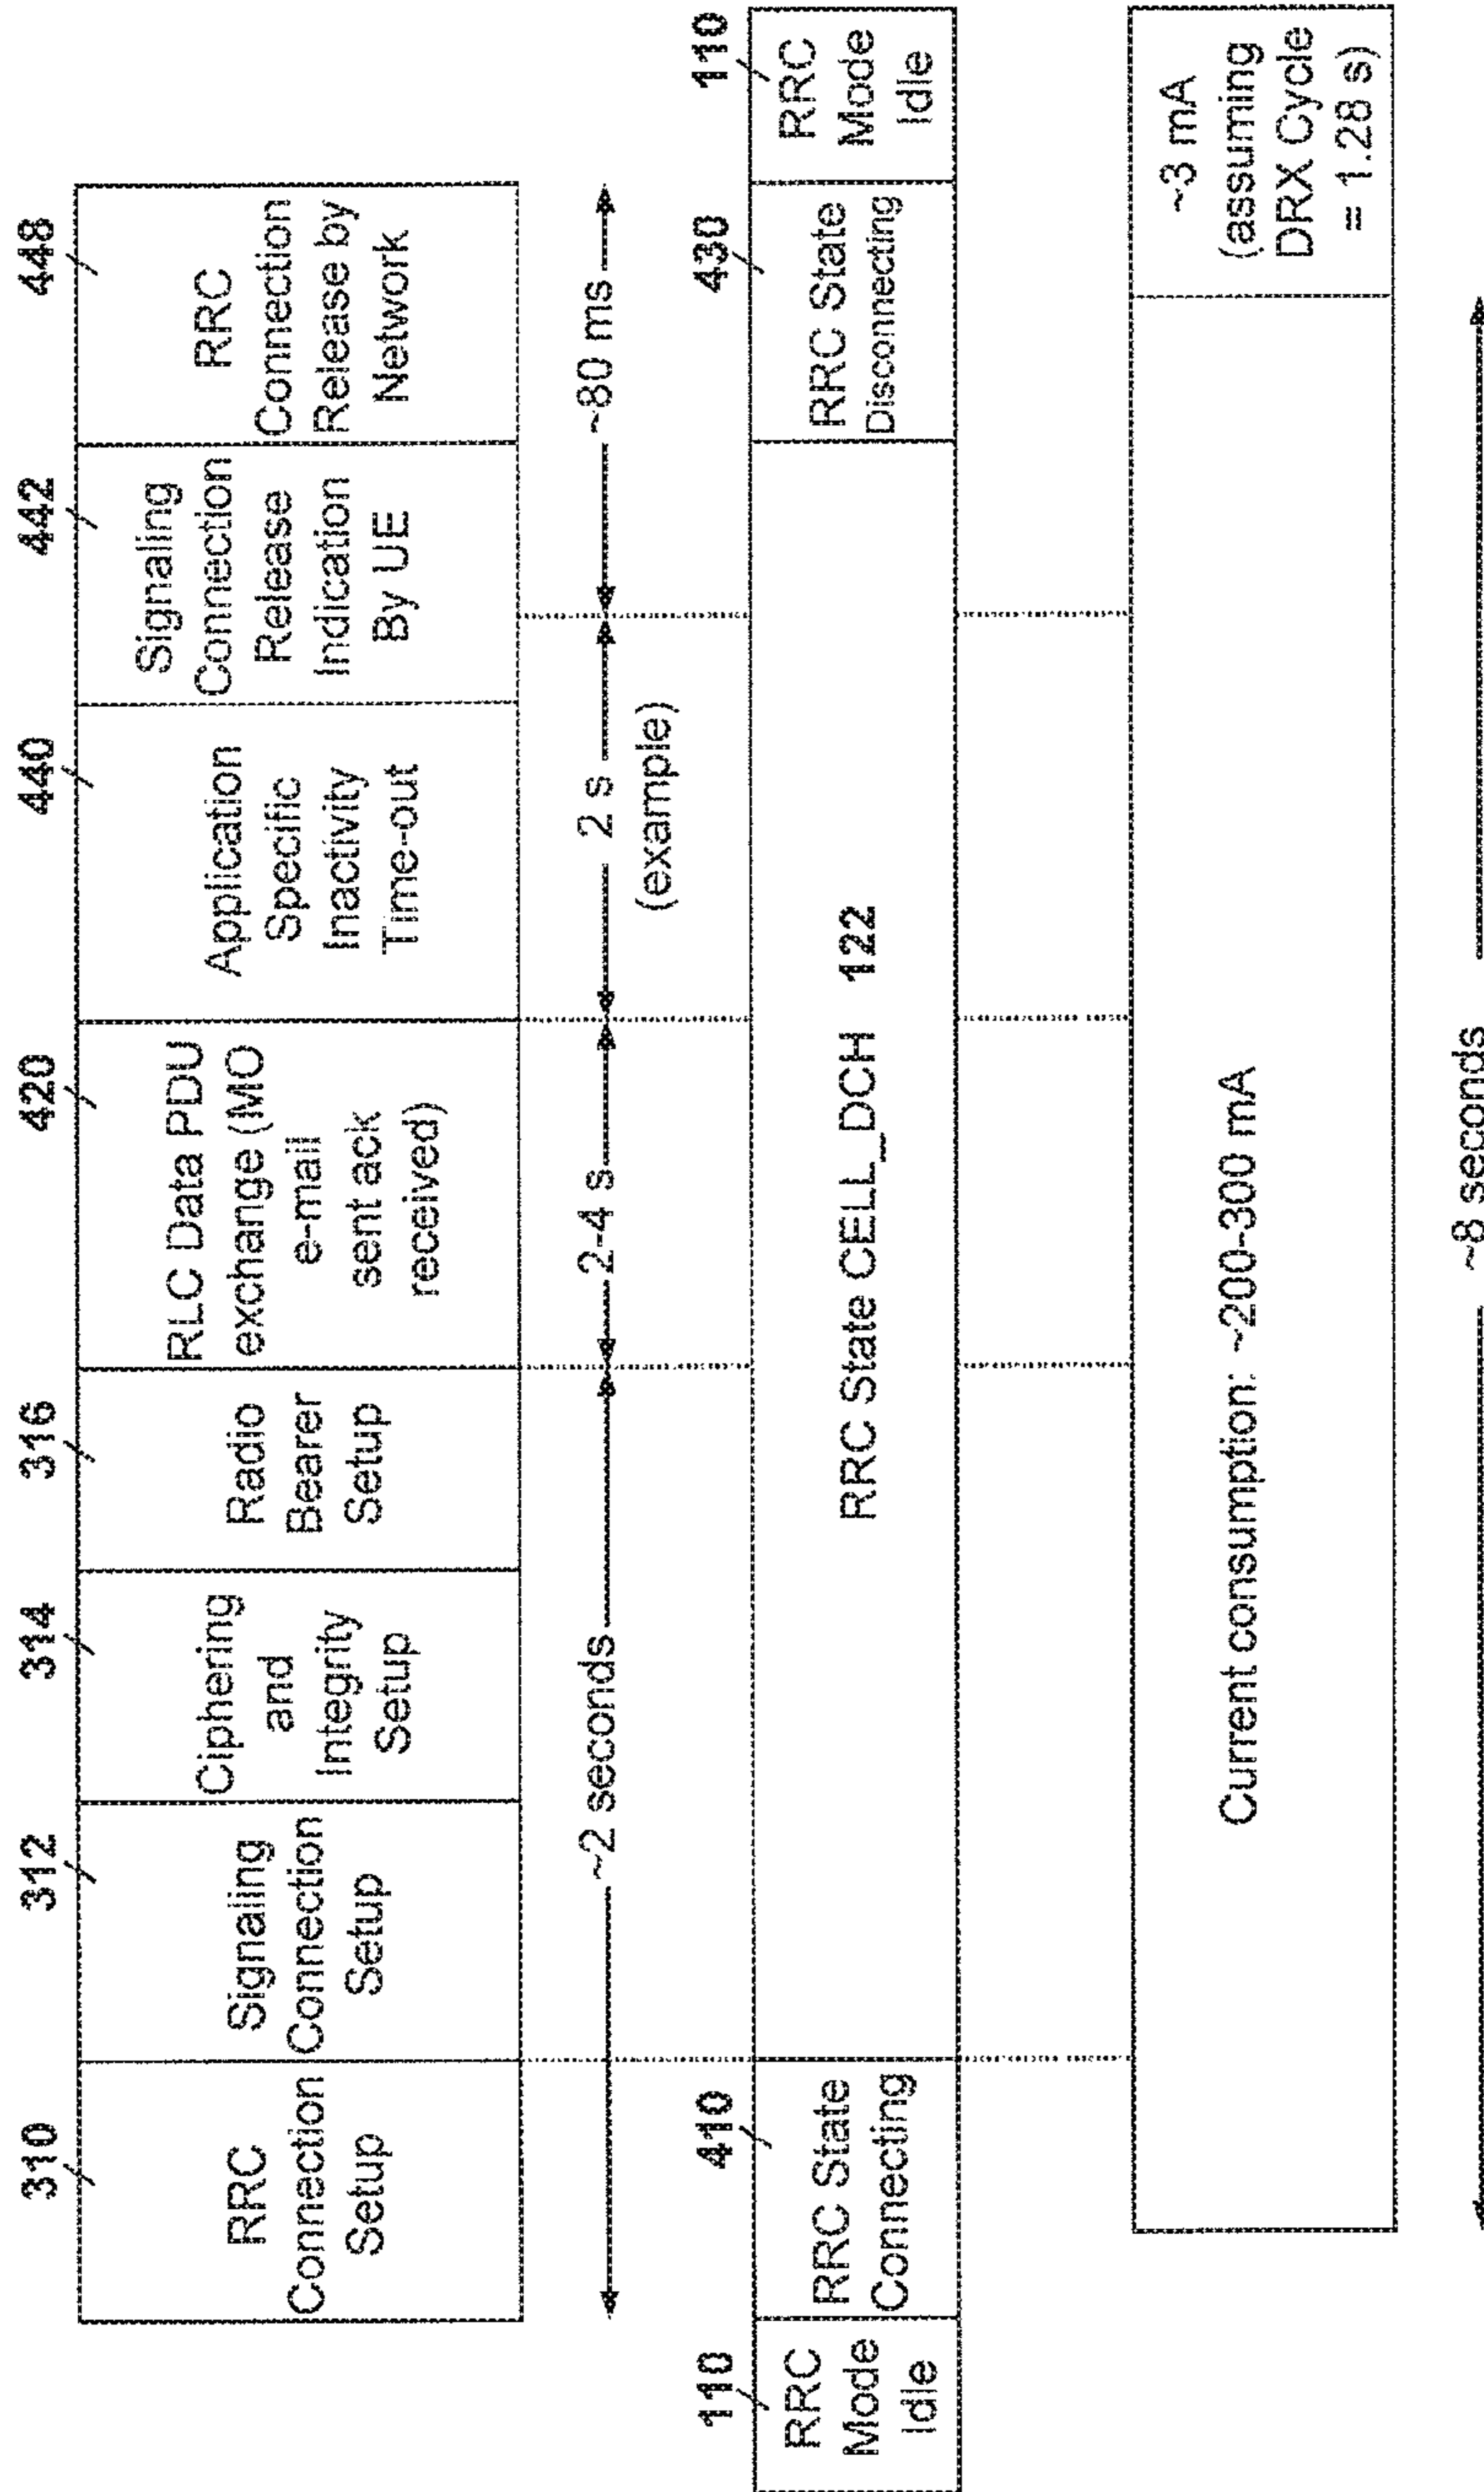 310
RRC
Connection
Setup
312
Signaling
Connection
Setup
314
Ciphering
and
Integrity
Setup
316
Radio
Bearer
Setup
420
RLC Data PDU
exchange (MO
e-mail
sent ack
received)
440
Application
Specific
Inactivity
Time-out
442
Signaling
Connection
Release
Indication
By UE
448
RRC
Connection
Release by
Network
~2 seconds
2-4 s
2 s
(example)
~80 ms
110
RRC
Mode
Idle
410
RRC State
Connecting
RRC State CELL_DCH 122
430
RRC State
Disconnecting
110
RRC
Mode
Idle
Current consumption: ~200-300 mA
~3 mA
(assuming
DRX Cycle
= 1.28 s)
~8 seconds